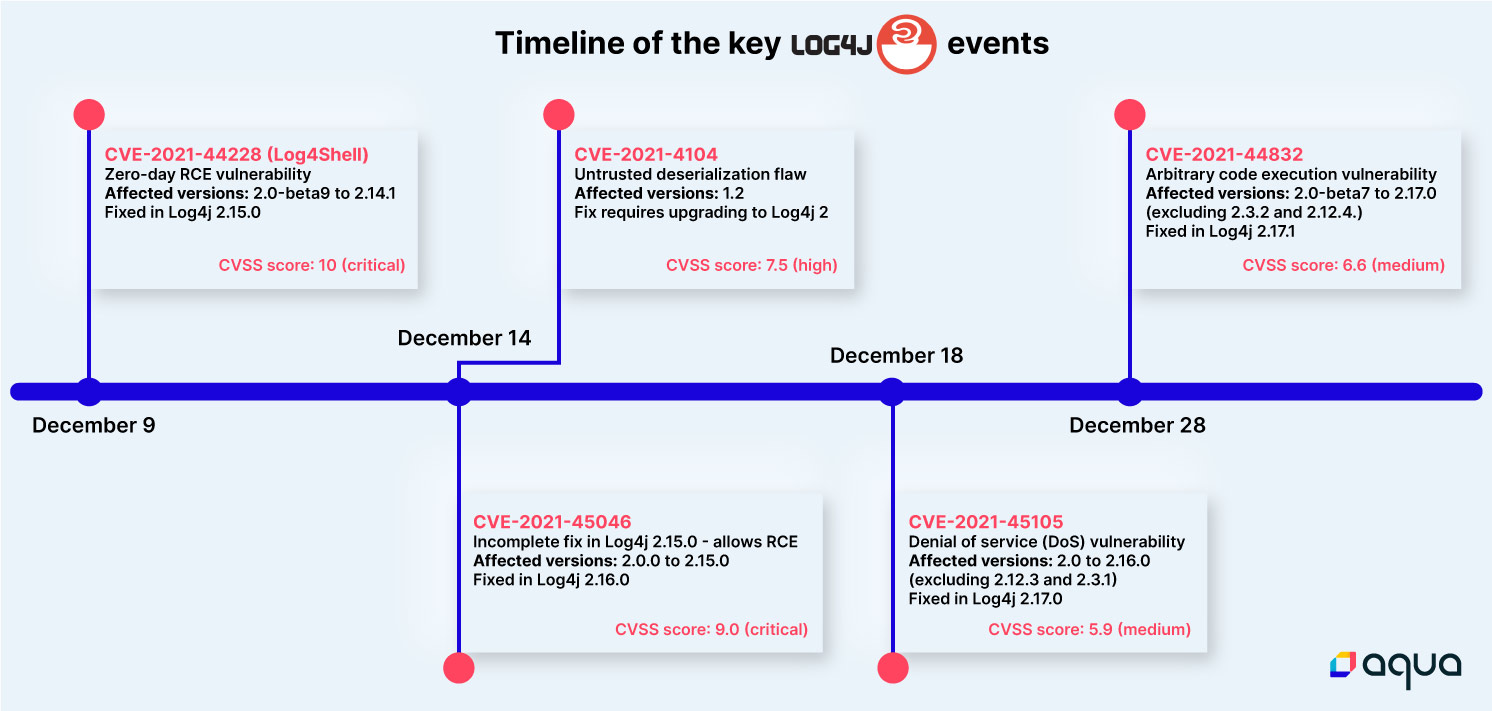 Timeline of the key LOG4J events
CVE-2021-44228 (Log4Shell)
Zero-day RCE vulnerability
Affected versions: 2.0-beta9 to 2.14.1
Fixed in Log4j 2.15.0
CVSS score: 10 (critical)
CVE-2021-4104
Untrusted deserialization flaw
Affected versions: 1.2
Fix requires upgrading to Log4j 2
CVSS score: 7.5 (high)
CVE-2021-44832
Arbitrary code execution vulnerability
Affected versions: 2.0-beta7 to 2.17.0
(excluding 2.3.2 and 2.12.4.)
Fixed in Log4j 2.17.1
CVSS score: 6.6 (medium)
December 14
December 18
December 9
December 28
CVE-2021-45046
Incomplete fix in Log4j 2.15.0 - allows RCE
Affected versions: 2.0.0 to 2.15.0
Fixed in Log4j 2.16.0
CVSS score: 9.0 (critical)
CVE-2021-45105
Denial of service (DoS) vulnerability
Affected versions: 2.0 to 2.16.0
(excluding 2.12.3 and 2.3.1)
Fixed in Log4j 2.17.0
CVSS score: 5.9 (medium)
aqua